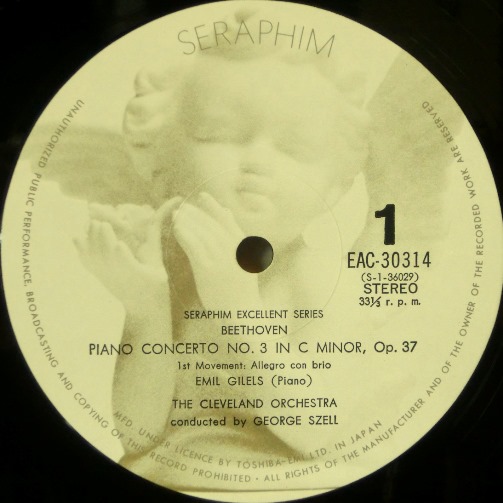 SERAPHIM
1
EAC-30314
(S-1-36029)
STEREO
33⅓ r. p. m.
SERAPHIM EXCELLENT SERIES
BEETHOVEN
PIANO CONCERTO NO. 3 IN C MINOR, Op. 37
1st Movement: Allegro con brio
EMIL GILELS (Piano)
THE CLEVELAND ORCHESTRA
conducted by GEORGE SZELL
UNAUTHORIZED PUBLIC PERFORMANCE, BROADCASTING AND COPYING OF THIS RECORD PROHIBITED · ALL RIGHTS OF THE MANUFACTURER AND OF THE OWNER OF THE RECORDED WORK ARE RESERVED
MFD. UNDER LICENCE BY TOSHIBA-EMI LTD. IN JAPAN